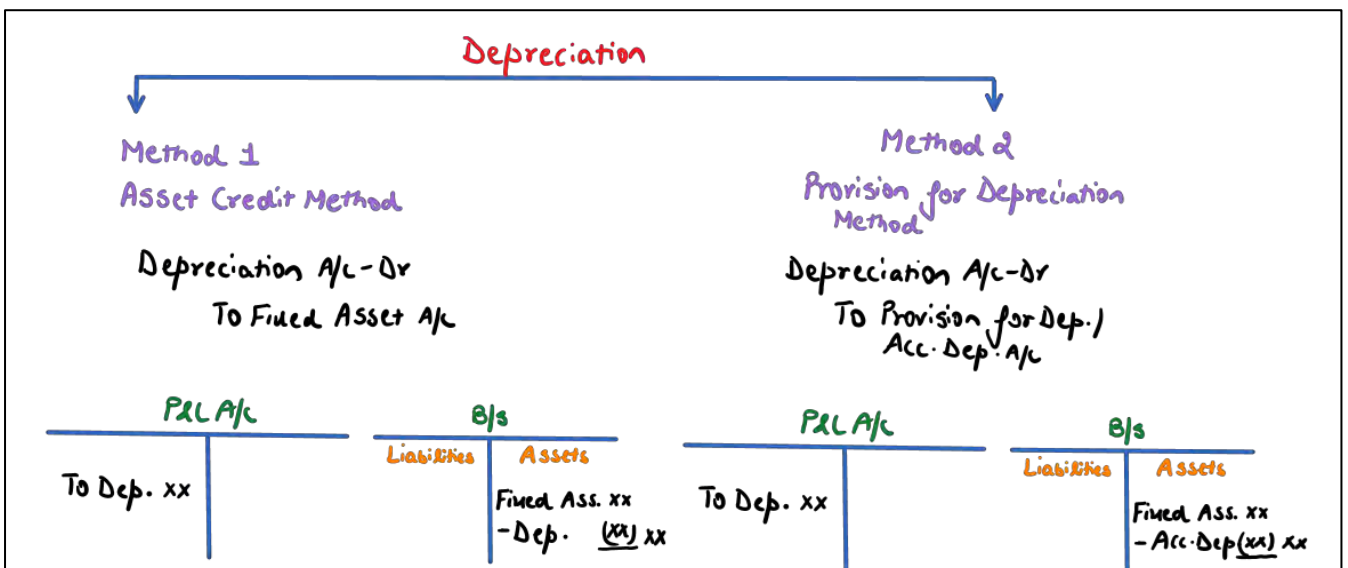 Depreciation
Method 1
Asset Credit Method
Depreciation A/c-Dr
To Fixed Asset A/c
P&L A/c
To Dep. xx
B/s
Liabilities Assets
Fixed Ass. xx
-Dep. (xx) xx
Method 2
Provision for Depreciation
Method
Depreciation A/c-Dr
To Provision for Dep./
Acc. Dep. A/c
P&L A/c
To Dep. xx
B/s
Liabilities Assets
Fixed Ass. xx
- Acc. Dep (xx) xx